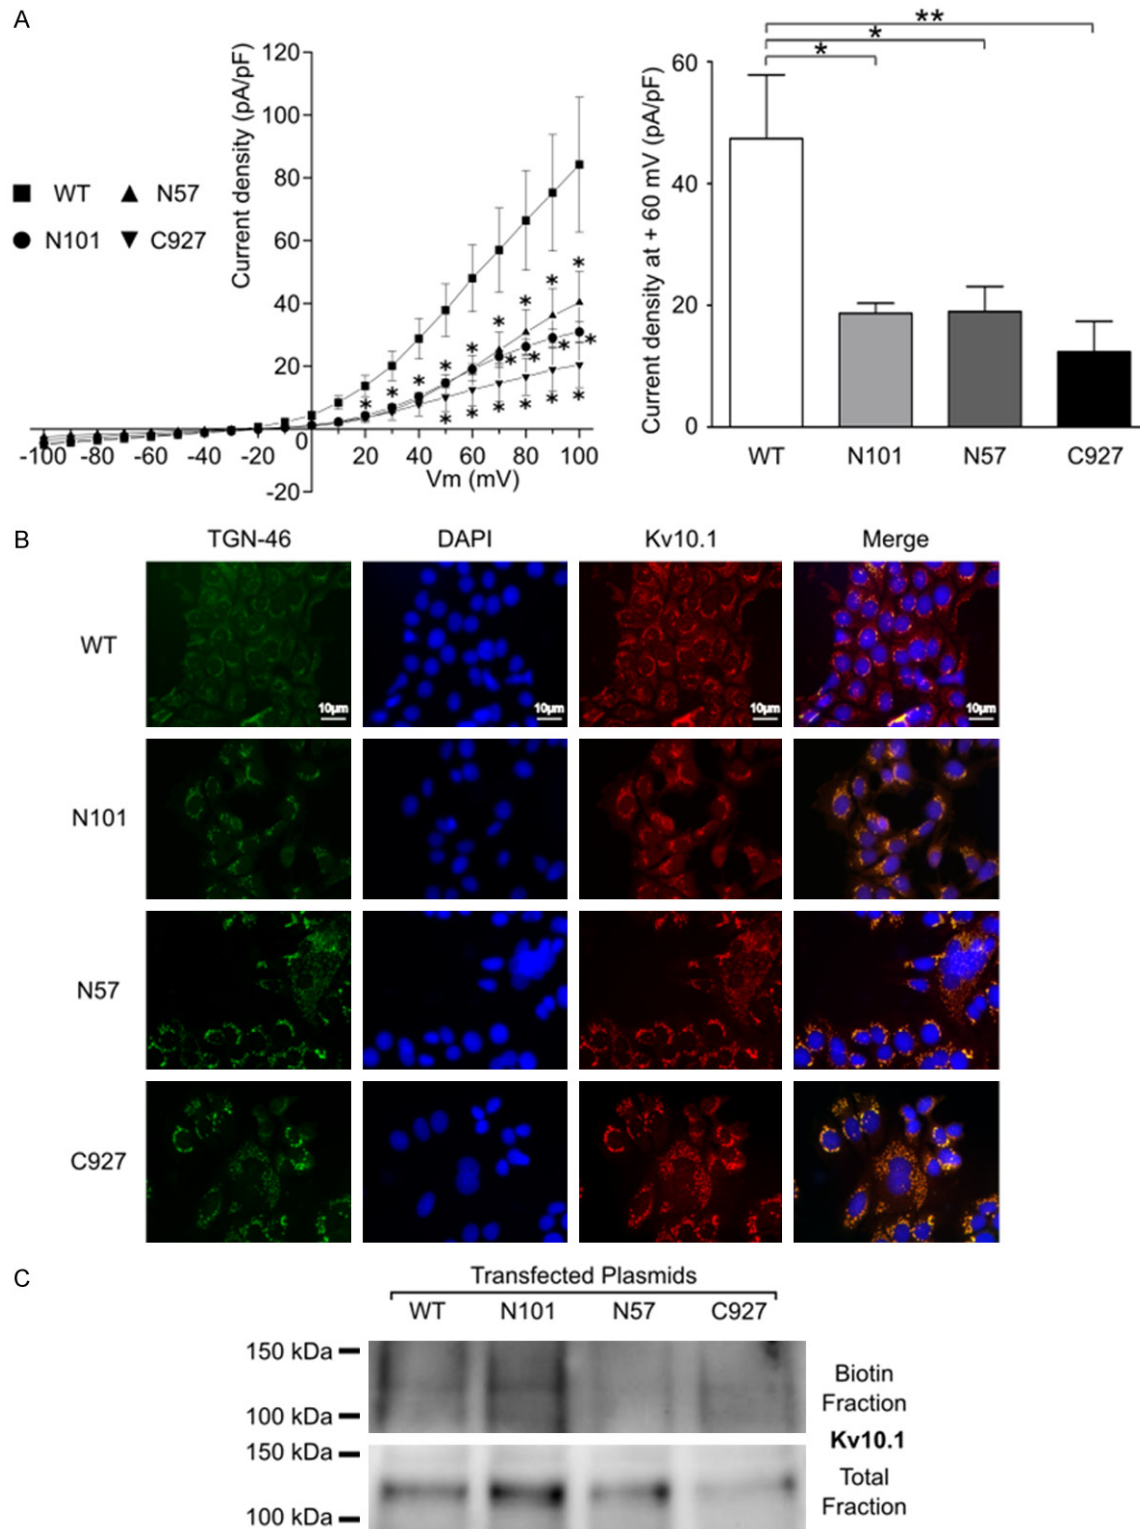 A
Current density (pA/pF)
120
100
80
60
40
20
0
-20
-100 -80 -60 -40 -20 20 40 60 80 100
Vm (mV)
WT N57
N101 C927
* * * * * * * * *
* * * *
* * * * * *
Current density at + 60 mV (pA/pF)
60
40
20
0
**
*
*
WT N101 N57 C927
B
TGN-46 DAPI Kv10.1 Merge
WT
10µm 10µm 10µm 10µm
N101
N57
C927
C
Transfected Plasmids
WT N101 N57 C927
150 kDa
100 kDa
Biotin
Fraction
Kv10.1
150 kDa
100 kDa
Total
Fraction